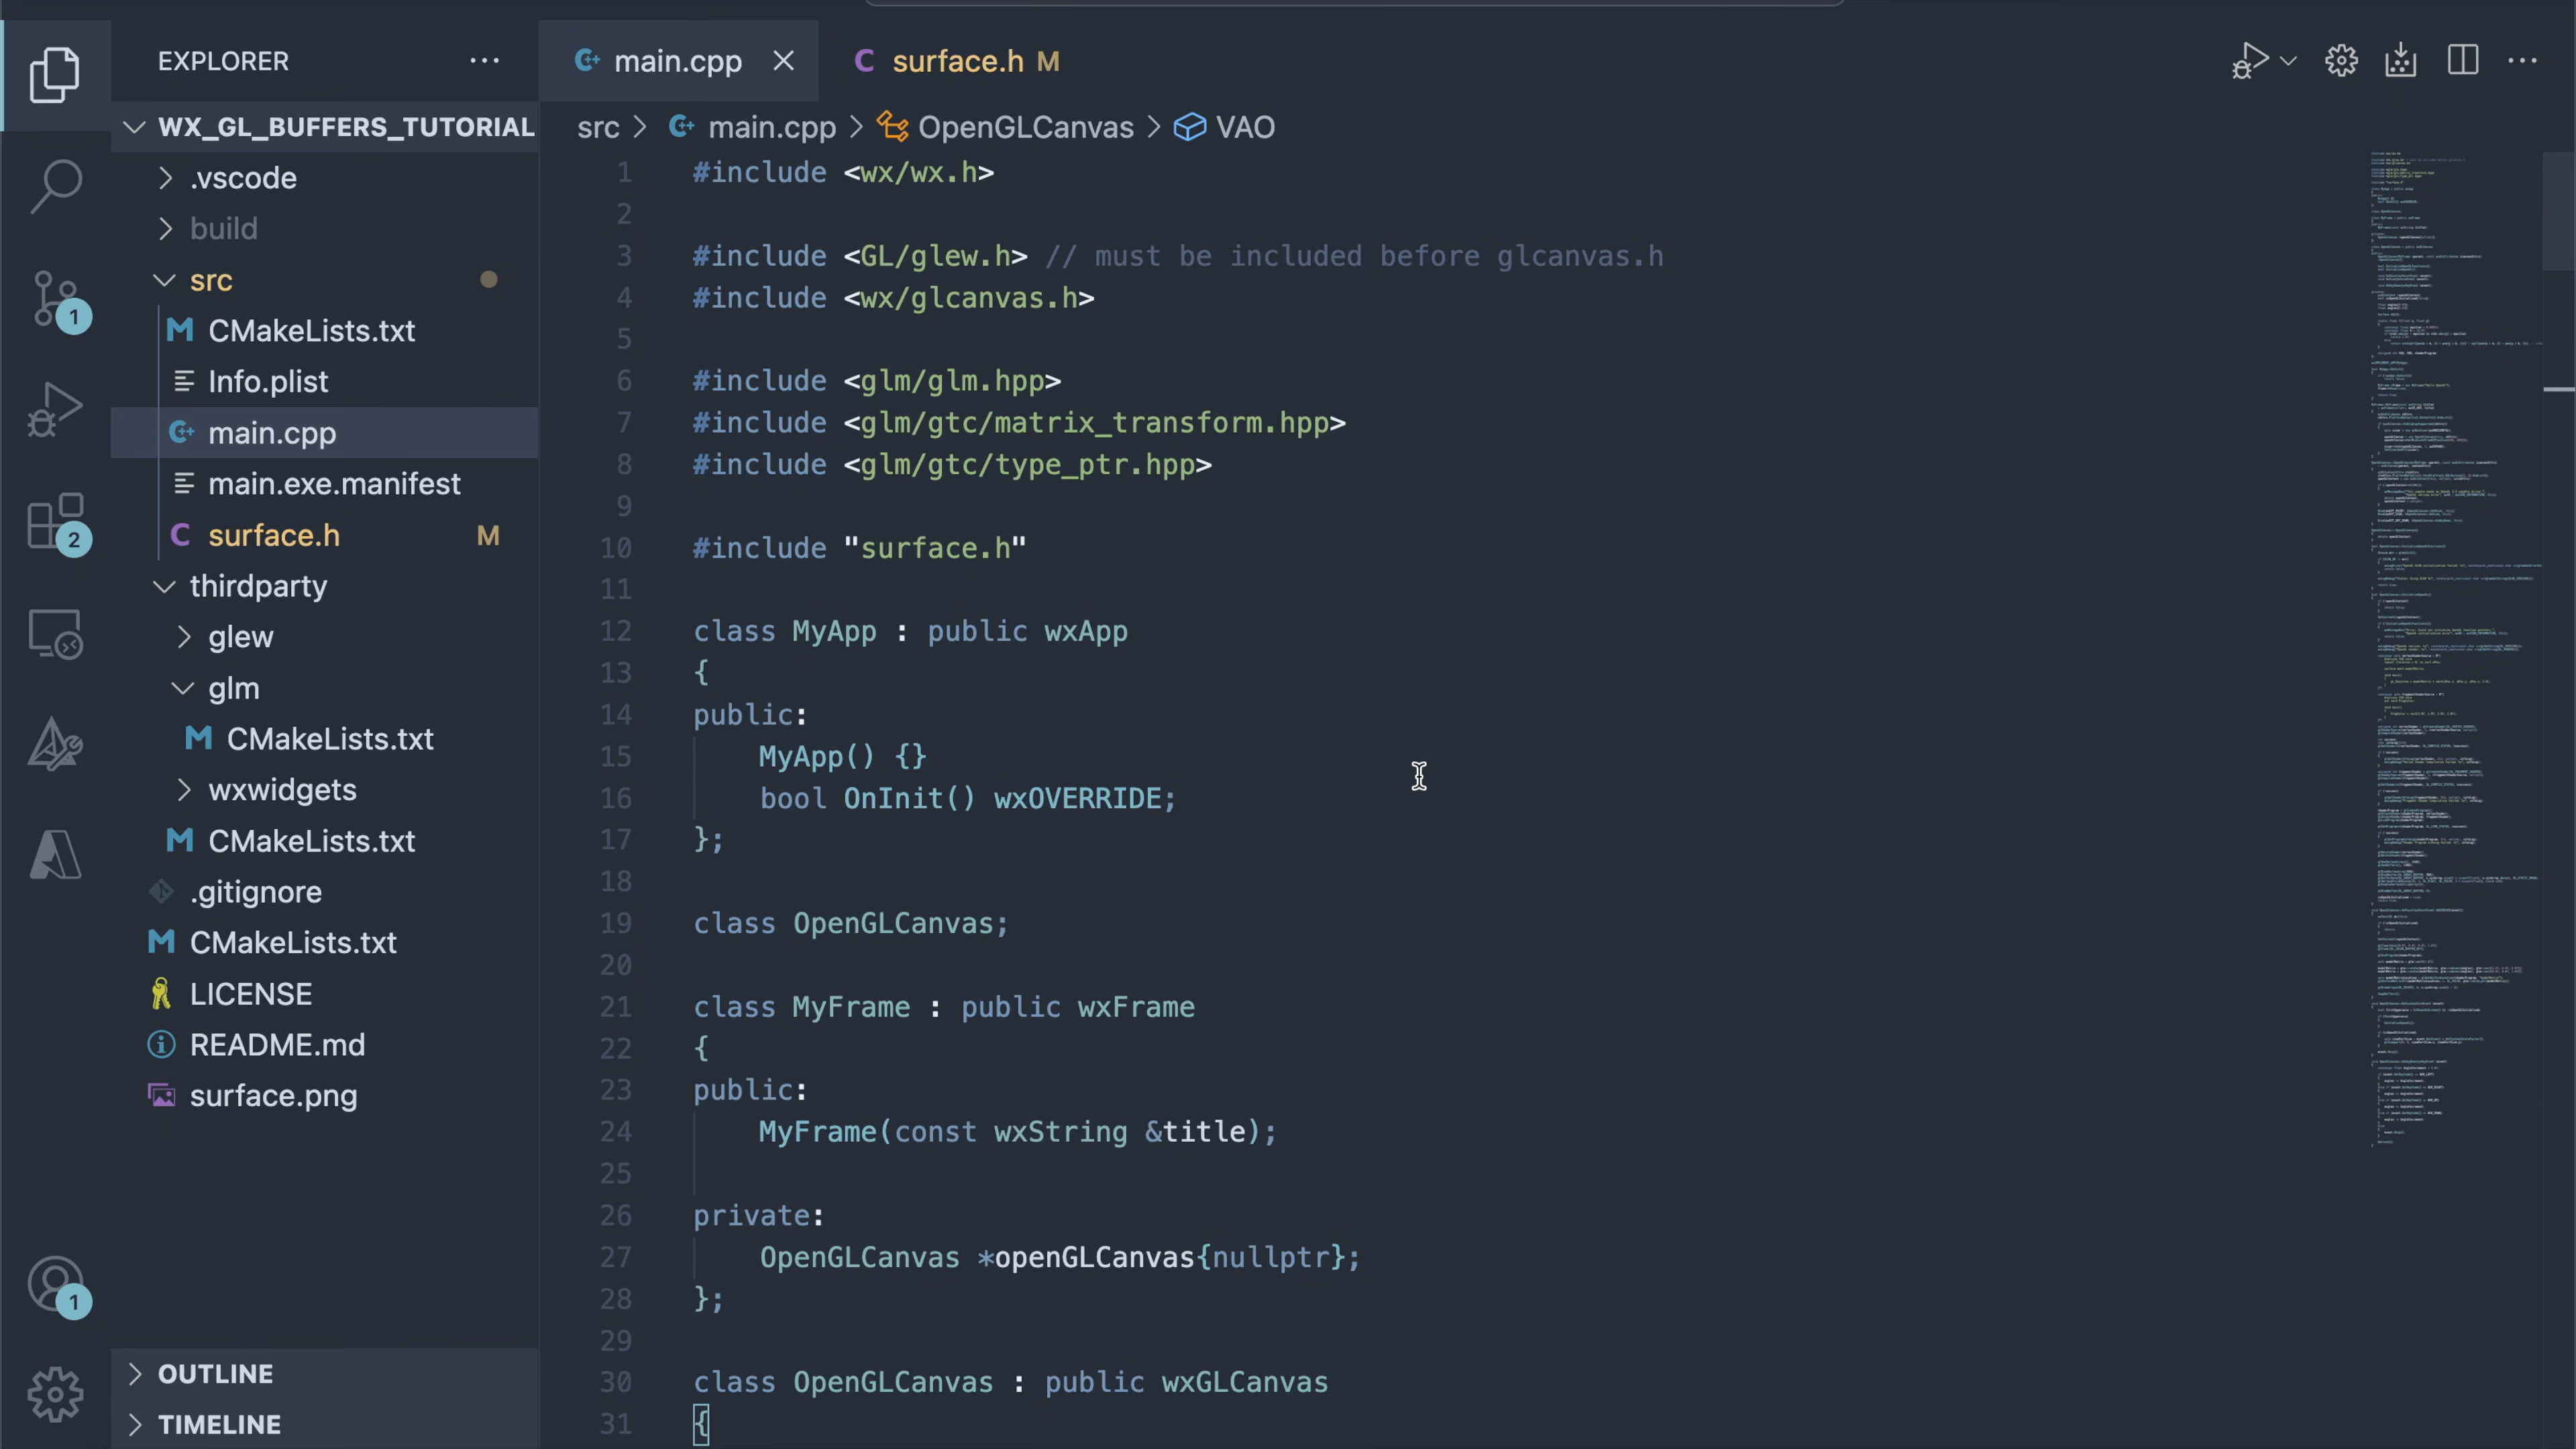 EXPLORER
WX_GL_BUFFERS_TUTORIAL
.vscode
build
src
CMakeLists.txt
Info.plist
main.cpp
main.exe.manifest
surface.h M
thirdparty
glew
glm
CMakeLists.txt
wxwidgets
CMakeLists.txt
.gitignore
CMakeLists.txt
LICENSE
README.md
surface.png
OUTLINE
TIMELINE
1
2
1
main.cpp
surface.h M
src > main.cpp > OpenGLCanvas > VAO
1 #include <wx/wx.h>
2
3 #include <GL/glew.h> // must be included before glcanvas.h
4 #include <wx/glcanvas.h>
5
6 #include <glm/glm.hpp>
7 #include <glm/gtc/matrix_transform.hpp>
8 #include <glm/gtc/type_ptr.hpp>
9
10 #include "surface.h"
11
12 class MyApp : public wxApp
13 {
14 public:
15     MyApp() {}
16     bool OnInit() wxOVERRIDE;
17 };
18
19 class OpenGLCanvas;
20
21 class MyFrame : public wxFrame
22 {
23 public:
24     MyFrame(const wxString &title);
25
26 private:
27     OpenGLCanvas *openGLCanvas{nullptr};
28 };
29
30 class OpenGLCanvas : public wxGLCanvas
31 {